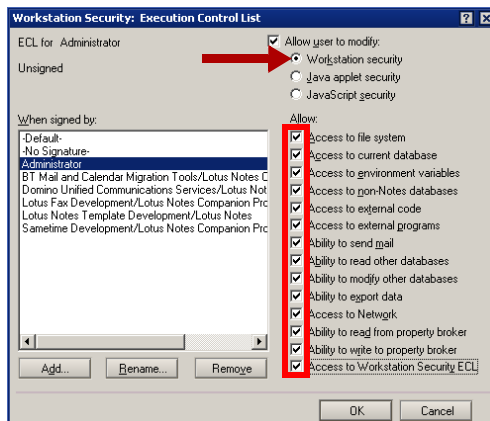 Workstation Security: Execution Control List
ECL for Administrator
Unsigned
Allow user to modify:
Workstation security
Java applet security
JavaScript security
When signed by:
-Default-
-No Signature-
Administrator
BT Mail and Calendar Migration Tools/Lotus Notes C
Domino Unified Communications Services/Lotus Not
Lotus Fax Development/Lotus Notes Companion Pro
Lotus Notes Template Development/Lotus Notes
Sametime Development/Lotus Notes Companion Pro
Add...
Rename...
Remove
Allow:
Access to file system
Access to current database
Access to environment variables
Access to non-Notes databases
Access to external code
Access to external programs
Ability to send mail
Ability to read other databases
Ability to modify other databases
Ability to export data
Access to Network
Ability to read from property broker
Ability to write to property broker
Access to Workstation Security ECL
OK
Cancel